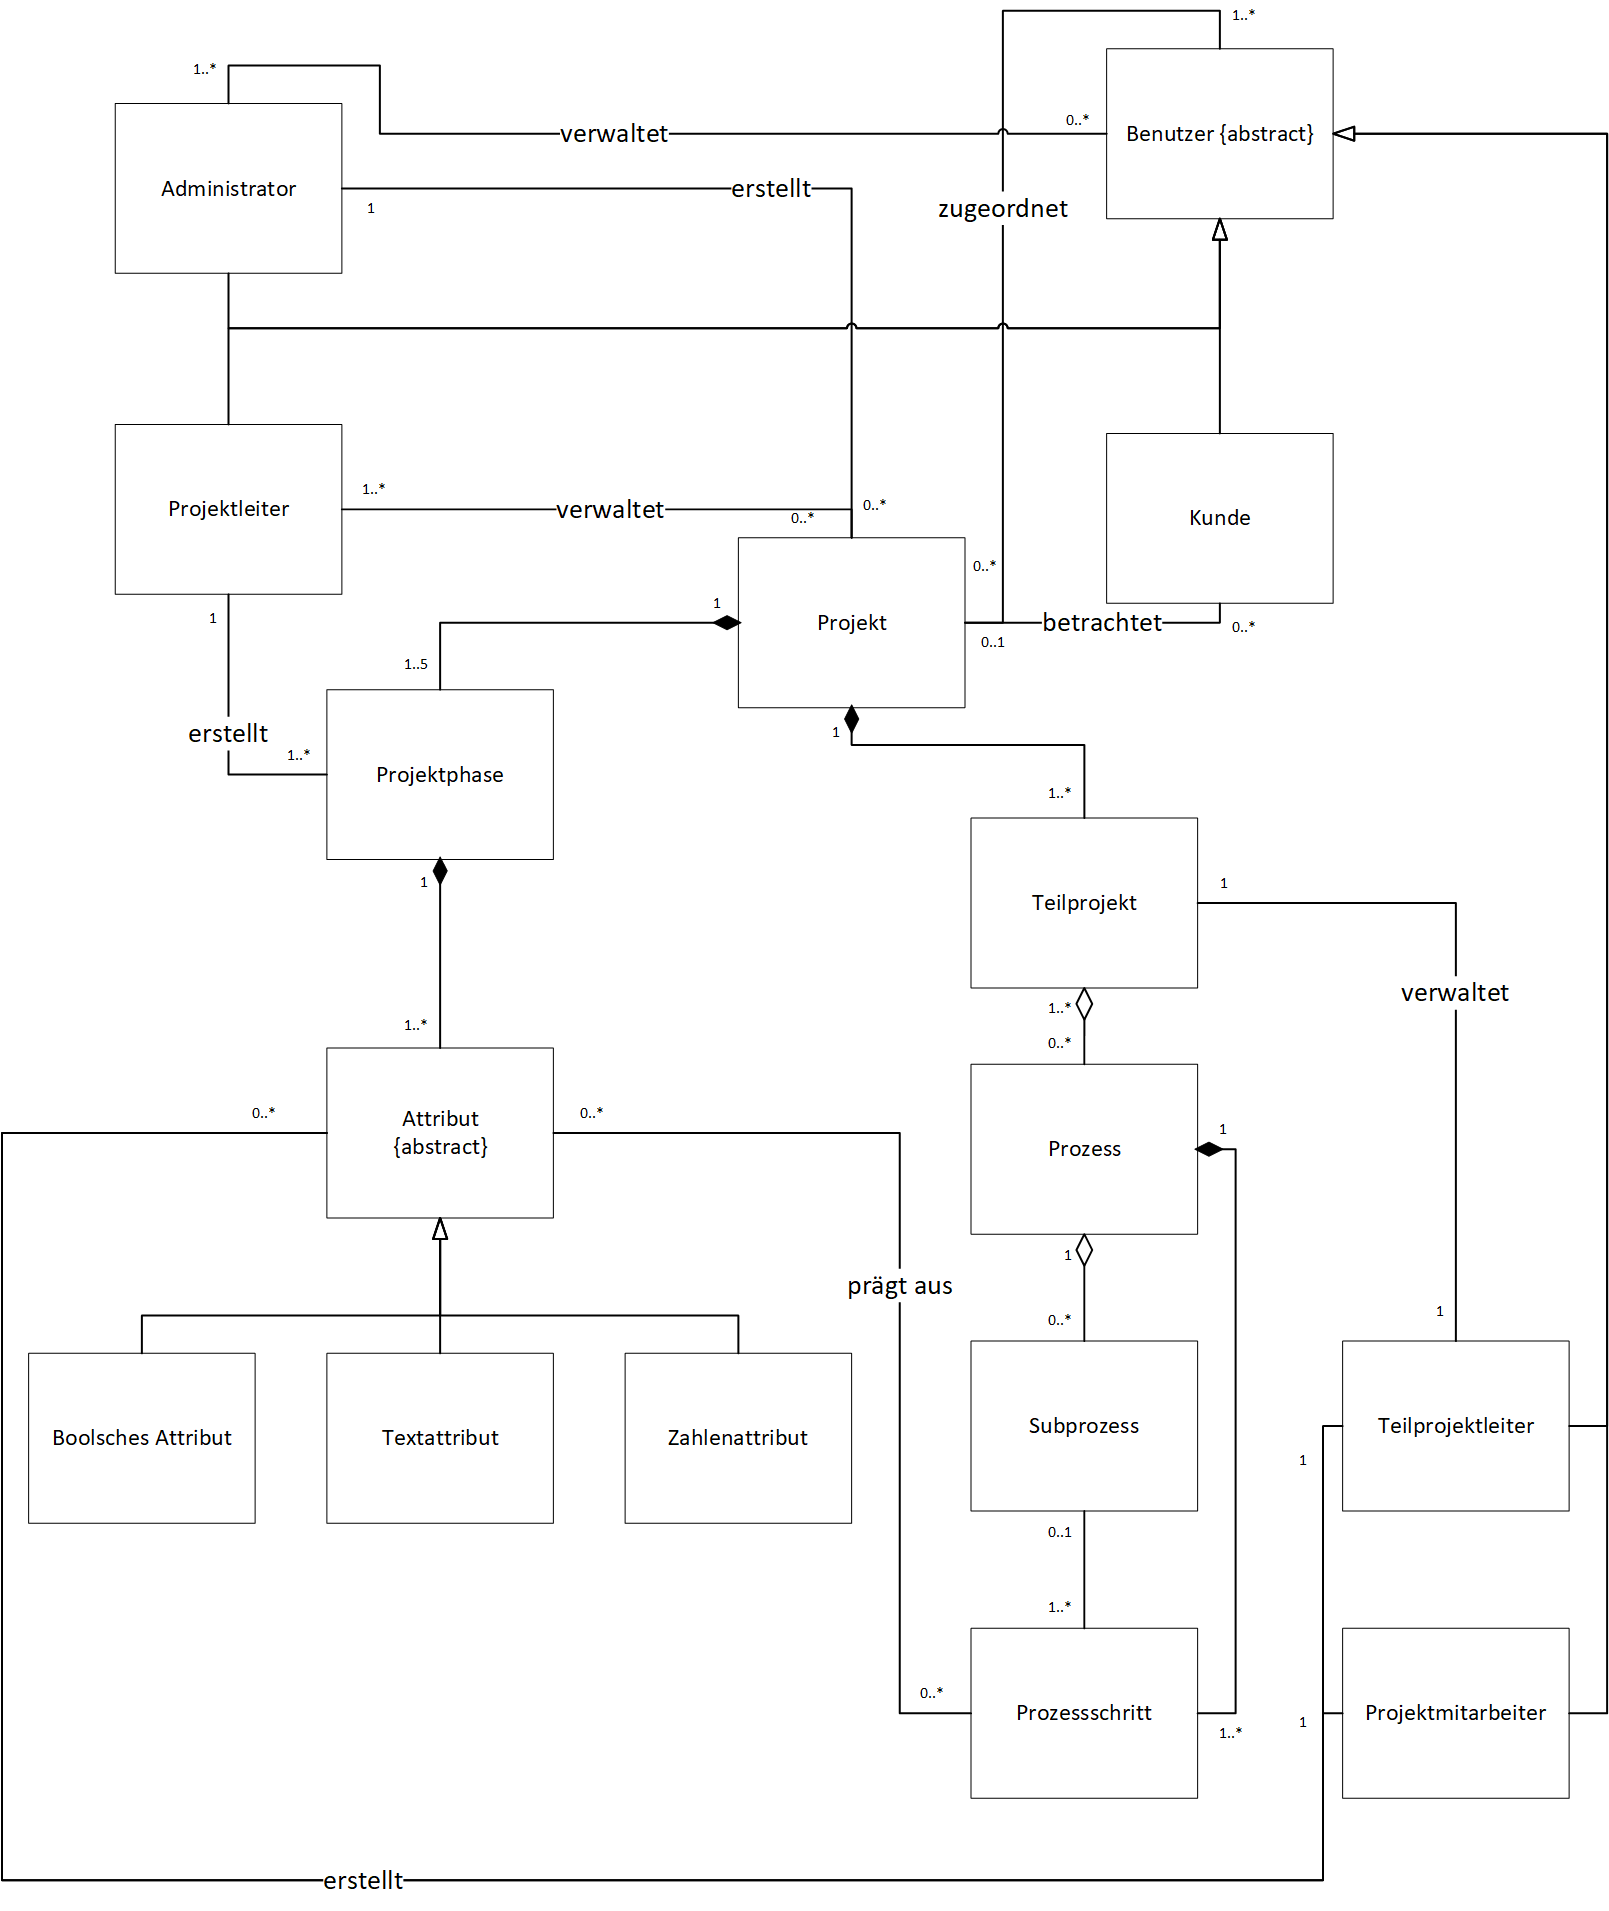 1..*
1..*
verwaltet
0..*
Benutzer {abstract}
Administrator
erstellt
1
zugeordnet
1..*
Projektleiter
verwaltet
0..*
0..*
Kunde
0..*
1
1
Projekt
betrachtet
0..*
0..1
1..5
erstellt
1..*
1
Projektphase
1..*
1
Teilprojekt
1
verwaltet
1..*
1..*
0..*
0..*
0..*
Attribut
{abstract}
Prozess
1
1
prägt aus
0..*
1
Boolsches Attribut
Textattribut
Zahlenattribut
Subprozess
Teilprojektleiter
1
0..1
1..*
0..*
Prozessschritt
1..*
1
Projektmitarbeiter
erstellt